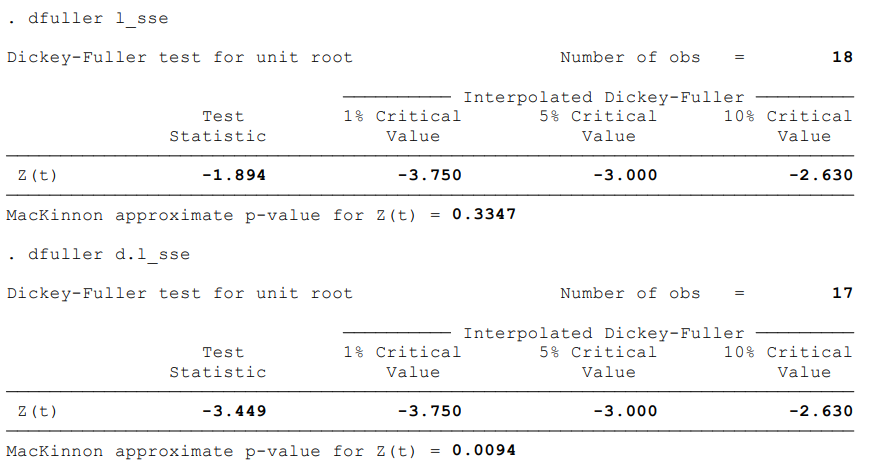 . dfuller l_sse
Dickey-Fuller test for unit root Number of obs = 18
Interpolated Dickey-Fuller
Test 1% Critical 5% Critical 10% Critical
Statistic Value Value Value
Z(t) -1.894 -3.750 -3.000 -2.630
MacKinnon approximate p-value for Z(t) = 0.3347
. dfuller d.l_sse
Dickey-Fuller test for unit root Number of obs = 17
Interpolated Dickey-Fuller
Test 1% Critical 5% Critical 10% Critical
Statistic Value Value Value
Z(t) -3.449 -3.750 -3.000 -2.630
MacKinnon approximate p-value for Z(t) = 0.0094